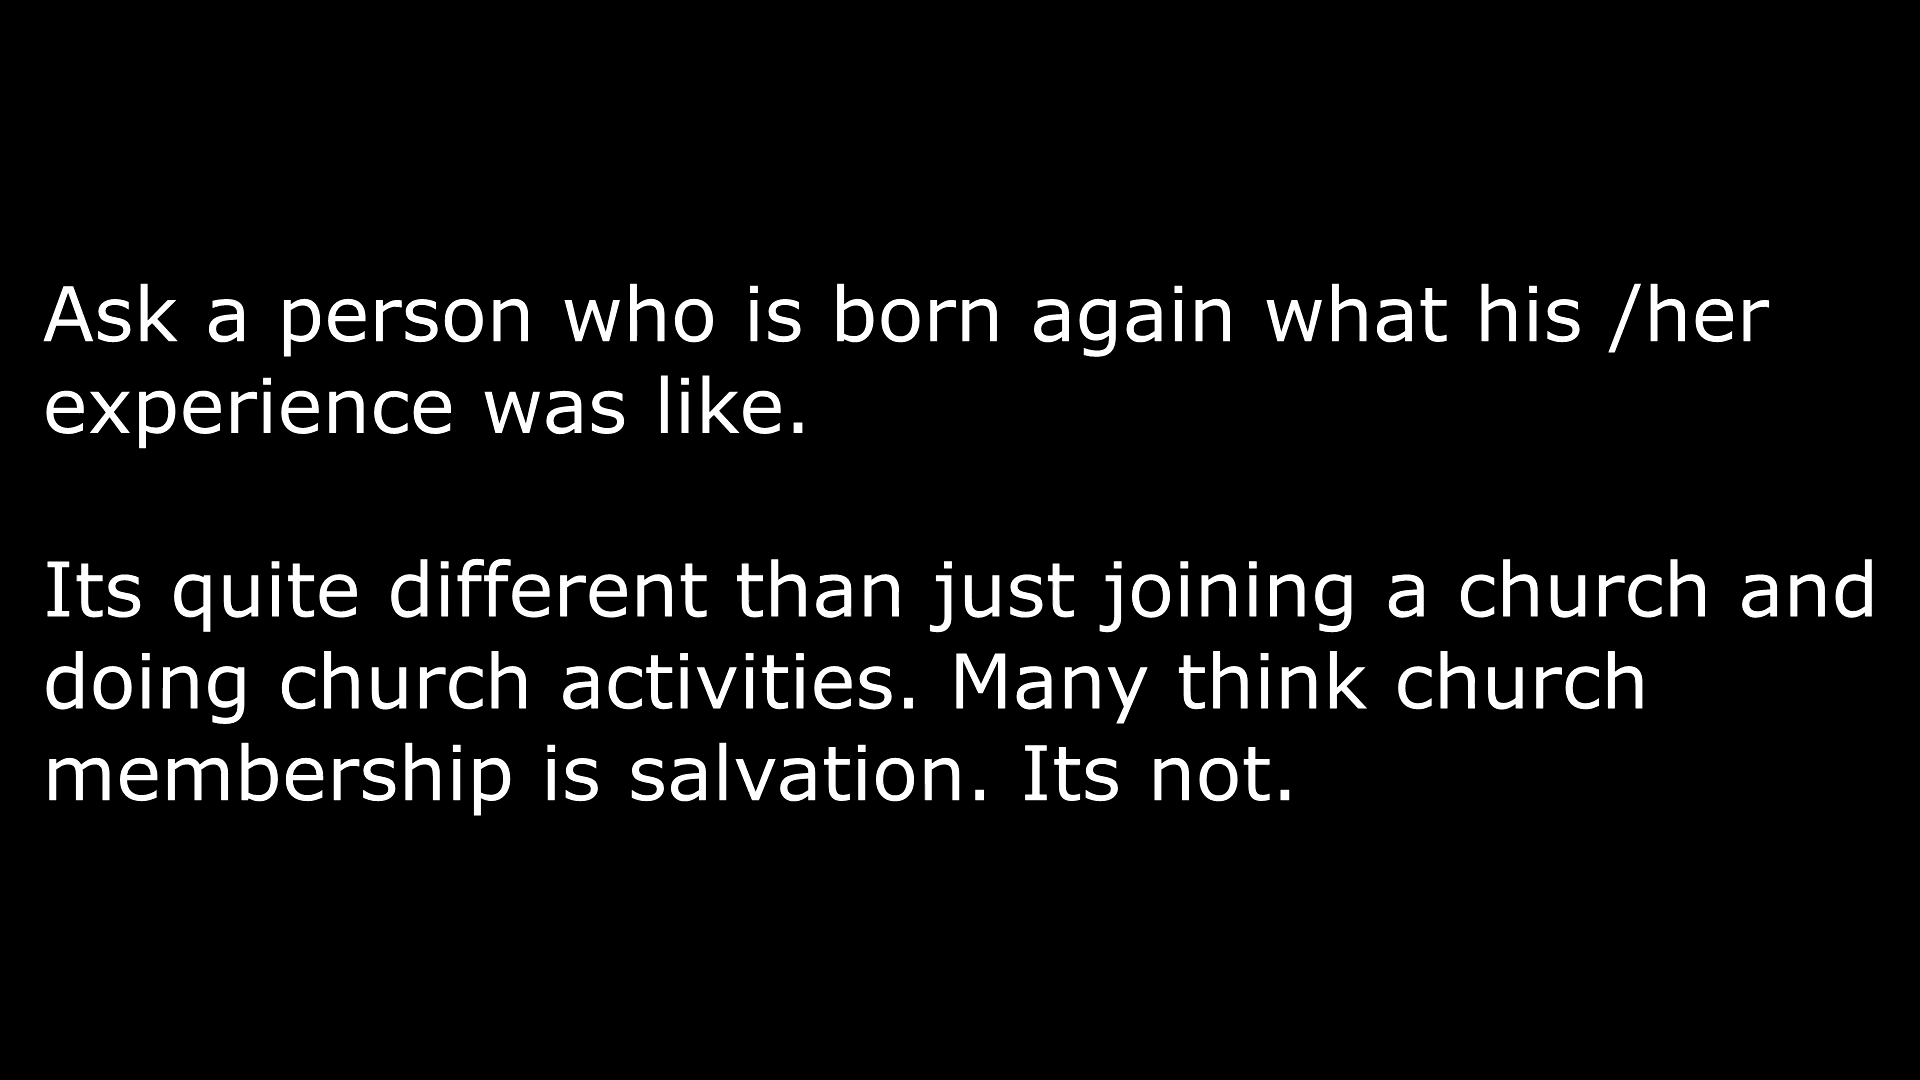 Ask a person who is born again what his /her
experience was like.
Its quite different than just joining a church and
doing church activities. Many think church
membership is salvation. Its not.